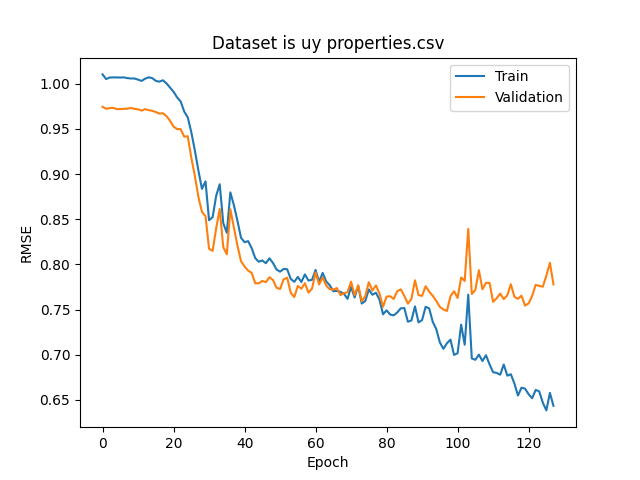 Dataset is uy properties.csv
Train
Validation
RMSE
1.00
0.95
0.90
0.85
0.80
0.75
0.70
0.65
0 20 40 60 80 100 120
Epoch